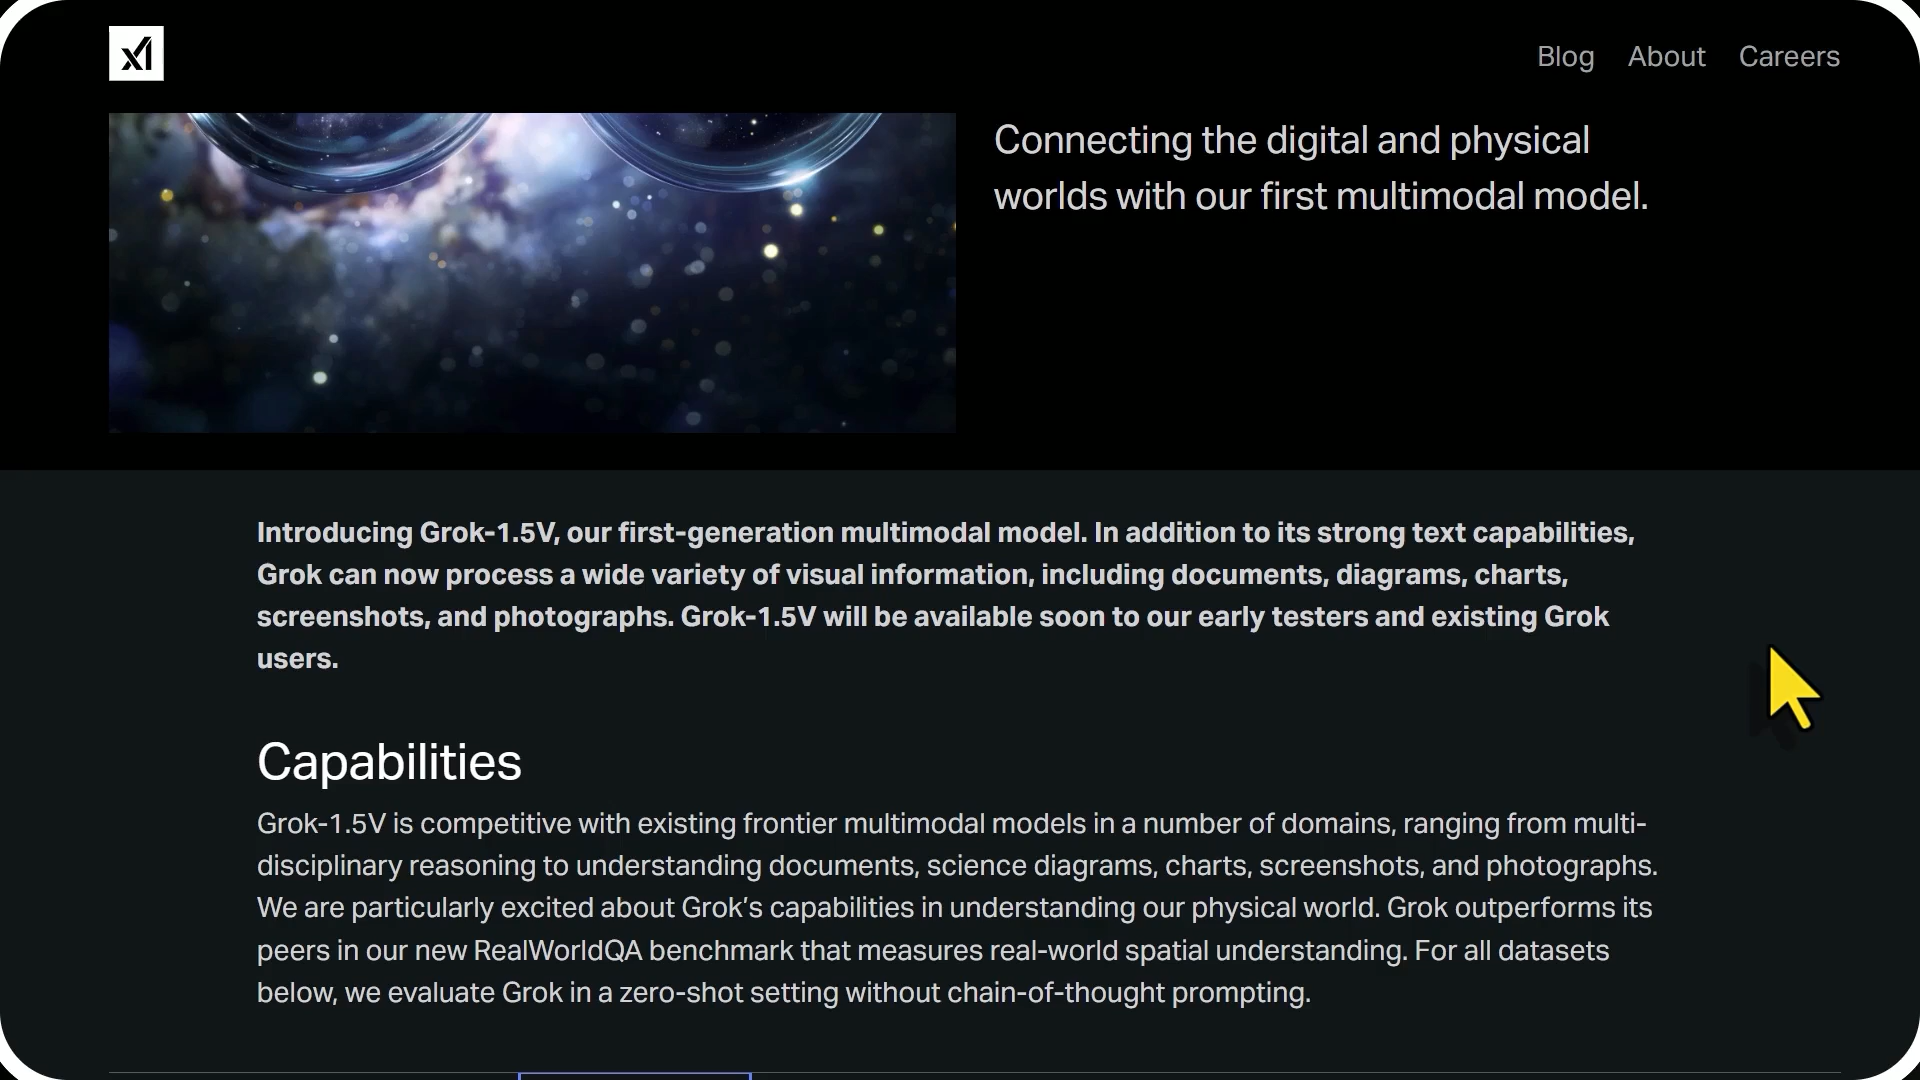 xI
Blog About Careers
Connecting the digital and physical
worlds with our first multimodal model.
Introducing Grok-1.5V, our first-generation multimodal model. In addition to its strong text capabilities,
Grok can now process a wide variety of visual information, including documents, diagrams, charts,
screenshots, and photographs. Grok-1.5V will be available soon to our early testers and existing Grok
users.
Capabilities
Grok-1.5V is competitive with existing frontier multimodal models in a number of domains, ranging from multi-
disciplinary reasoning to understanding documents, science diagrams, charts, screenshots, and photographs.
We are particularly excited about Grok’s capabilities in understanding our physical world. Grok outperforms its
peers in our new RealWorldQA benchmark that measures real-world spatial understanding. For all datasets
below, we evaluate Grok in a zero-shot setting without chain-of-thought prompting.